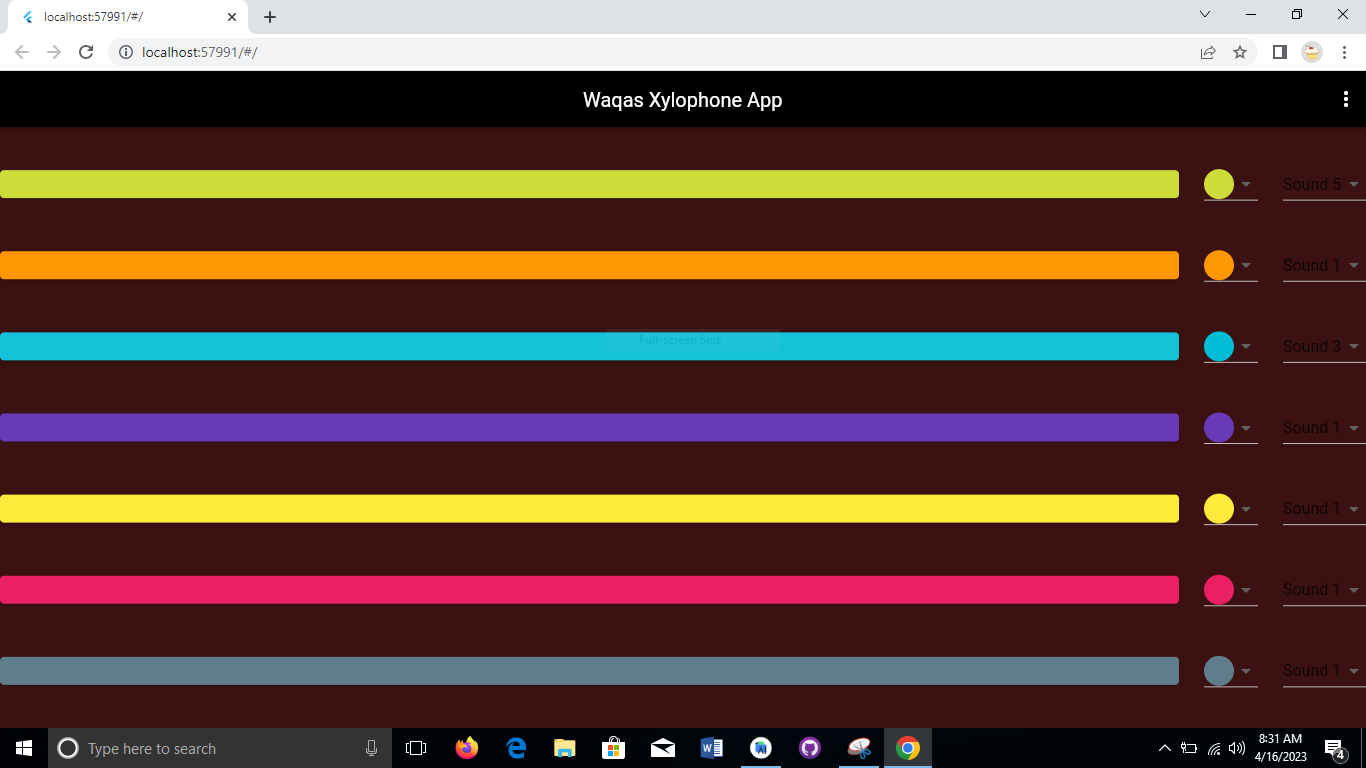 localhost:57991/#/
localhost:57991/#/
Waqas Xylophone App
Sound 5
Sound 1
Sound 3
Full-screen Snip
Sound 1
Sound 1
Sound 1
Sound 1
Type here to search
8:31 AM
4/16/2023
4